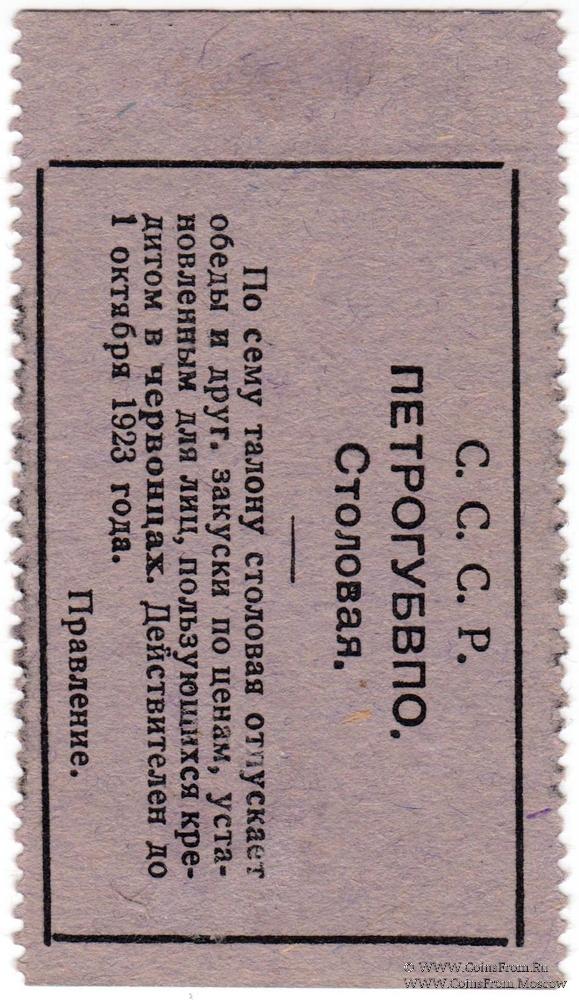 С. С. С. Р.
ПЕТРОГУБВПО.
Столовая.
По сему талону столовая отпускает
обеды и друг. закуски по ценам, уста-
новленным для лиц, пользующихся кре-
дитом в червонцах. Действителен до
1 октября 1923 года.
Правление.
© WWW.CoinsFrom.Ru
WWW.CoinsFrom.Moscow